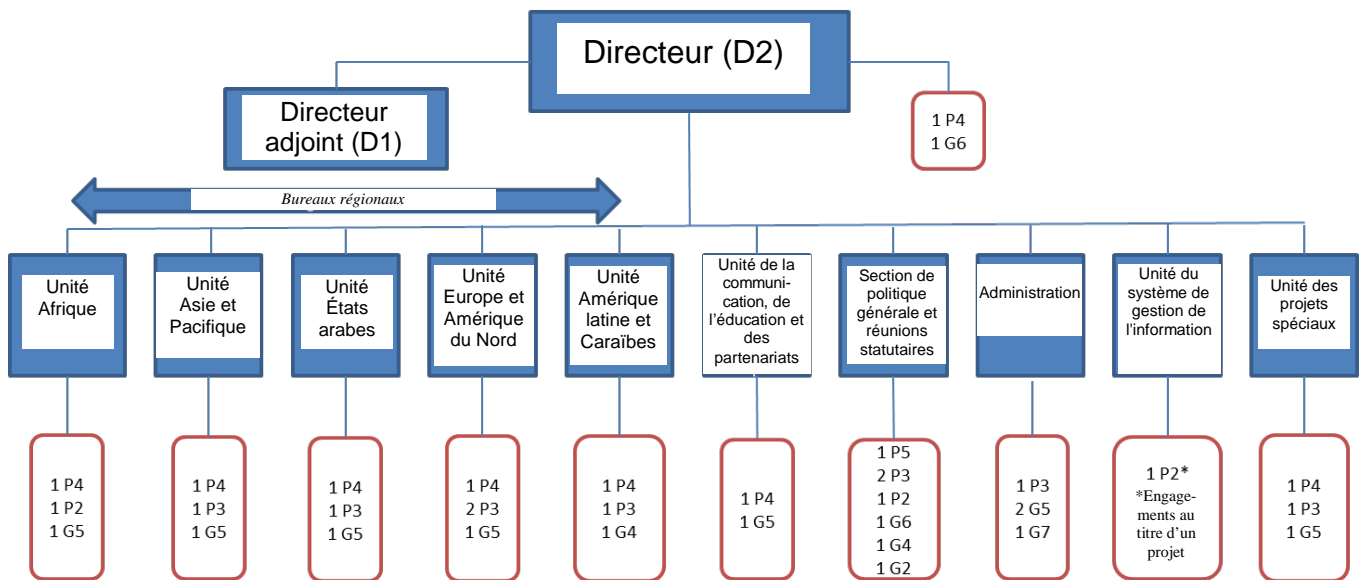 Directeur (D2)
Directeur
adjoint (D1)
1 P4
1 G6
Bureaux régionaux
Unité
Afrique
Unité
Asie et
Pacifique
Unité
États
arabes
Unité
Europe et
Amérique
du Nord
Unité
Amérique
latine et
Caraïbes
Unité de la
communi-
cation, de
l’éducation et
des
partenariats
Section de
politique
générale et
réunions
statutaires
Administration
Unité du
système de
gestion de
l’information
Unité des
projets
spéciaux
1 P4
1 P2
1 G5
1 P4
1 P3
1 G5
1 P4
1 P3
1 G5
1 P4
2 P3
1 G5
1 P4
1 P3
1 G4
1 P4
1 G5
1 P5
2 P3
1 P2
1 G6
1 G4
1 G2
1 P3
2 G5
1 G7
1 P2*
*Engage-
ments au
titre d’un
projet
1 P4
1 P3
1 G5